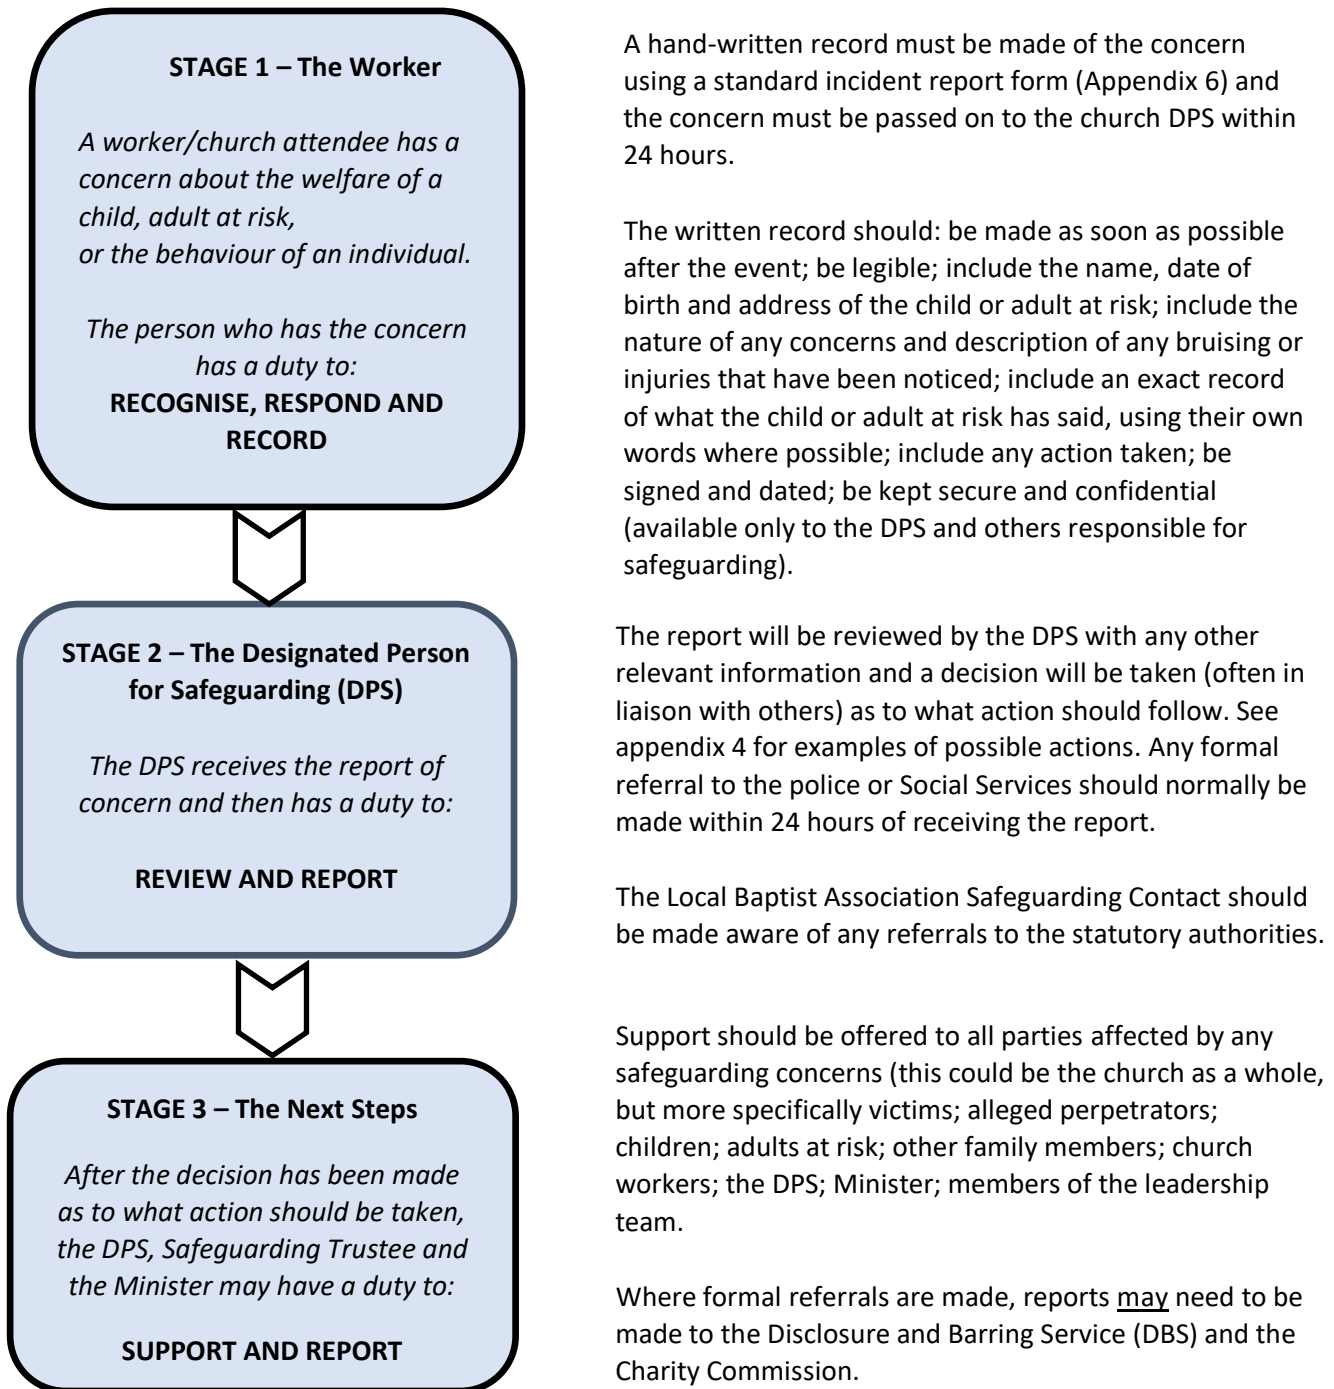 STAGE 1 – The Worker
A worker/church attendee has a
concern about the welfare of a
child, adult at risk,
or the behaviour of an individual.
The person who has the concern
has a duty to:
RECOGNISE, RESPOND AND
RECORD
A hand-written record must be made of the concern
using a standard incident report form (Appendix 6) and
the concern must be passed on to the church DPS within
24 hours.
The written record should: be made as soon as possible
after the event; be legible; include the name, date of
birth and address of the child or adult at risk; include the
nature of any concerns and description of any bruising or
injuries that have been noticed; include an exact record
of what the child or adult at risk has said, using their own
words where possible; include any action taken; be
signed and dated; be kept secure and confidential
(available only to the DPS and others responsible for
safeguarding).
STAGE 2 – The Designated Person
for Safeguarding (DPS)
The DPS receives the report of
concern and then has a duty to:
REVIEW AND REPORT
The report will be reviewed by the DPS with any other
relevant information and a decision will be taken (often in
liaison with others) as to what action should follow. See
appendix 4 for examples of possible actions. Any formal
referral to the police or Social Services should normally be
made within 24 hours of receiving the report.
The Local Baptist Association Safeguarding Contact should
be made aware of any referrals to the statutory authorities.
STAGE 3 – The Next Steps
After the decision has been made
as to what action should be taken,
the DPS, Safeguarding Trustee and
the Minister may have a duty to:
SUPPORT AND REPORT
Support should be offered to all parties affected by any
safeguarding concerns (this could be the church as a whole,
but more specifically victims; alleged perpetrators;
children; adults at risk; other family members; church
workers; the DPS; Minister; members of the leadership
team.
Where formal referrals are made, reports may need to be
made to the Disclosure and Barring Service (DBS) and the
Charity Commission.